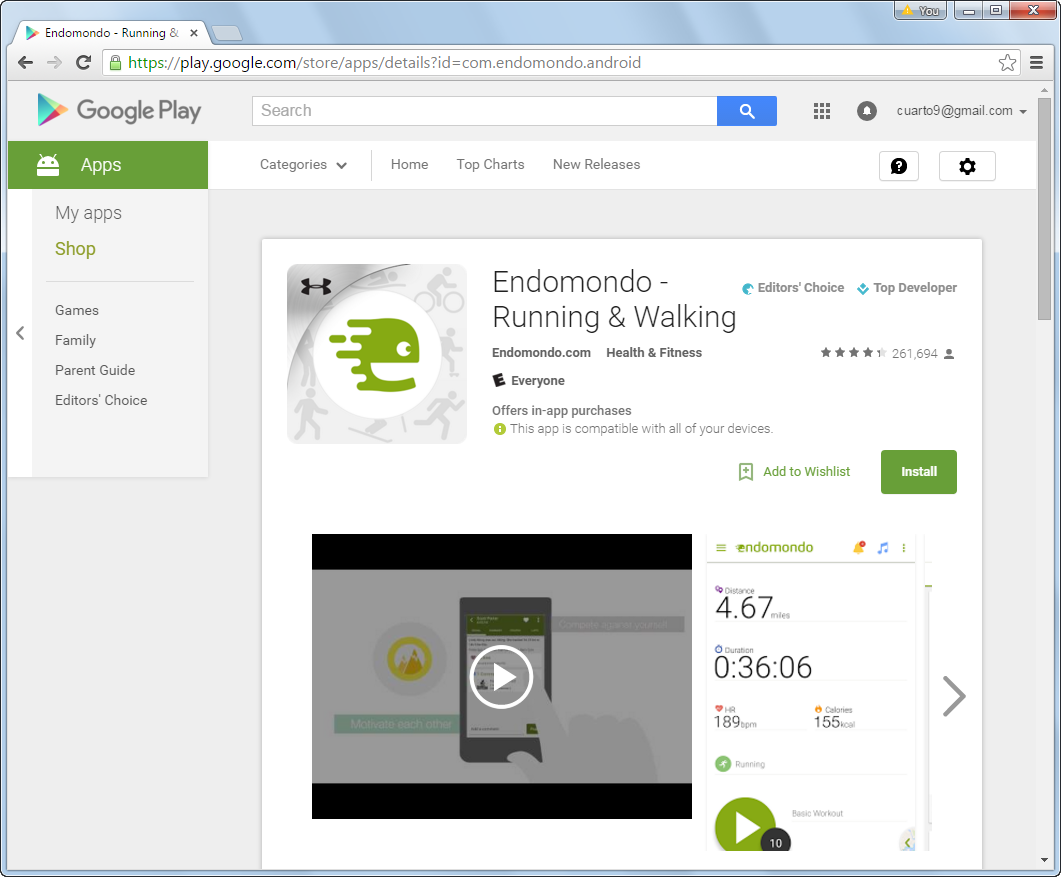 You
Endomondo - Running &
https://play.google.com/store/apps/details?id=com.endomondo.android
Google Play
Search
cuarto9@gmail.com
Apps
Categories
Home
Top Charts
New Releases
My apps
Shop
Games
Family
Parent Guide
Editors' Choice
Endomondo -
Running & Walking
Editors' Choice
Top Developer
Endomondo.com
Health & Fitness
261,694
E Everyone
Offers in-app purchases
This app is compatible with all of your devices.
Add to Wishlist
Install
Compete against yourself
Motivate each other
endomondo
Distance
4.67 miles
Duration
0:36:06
HR
189bpm
Calories
155kcal
Running
Basic Workout
10